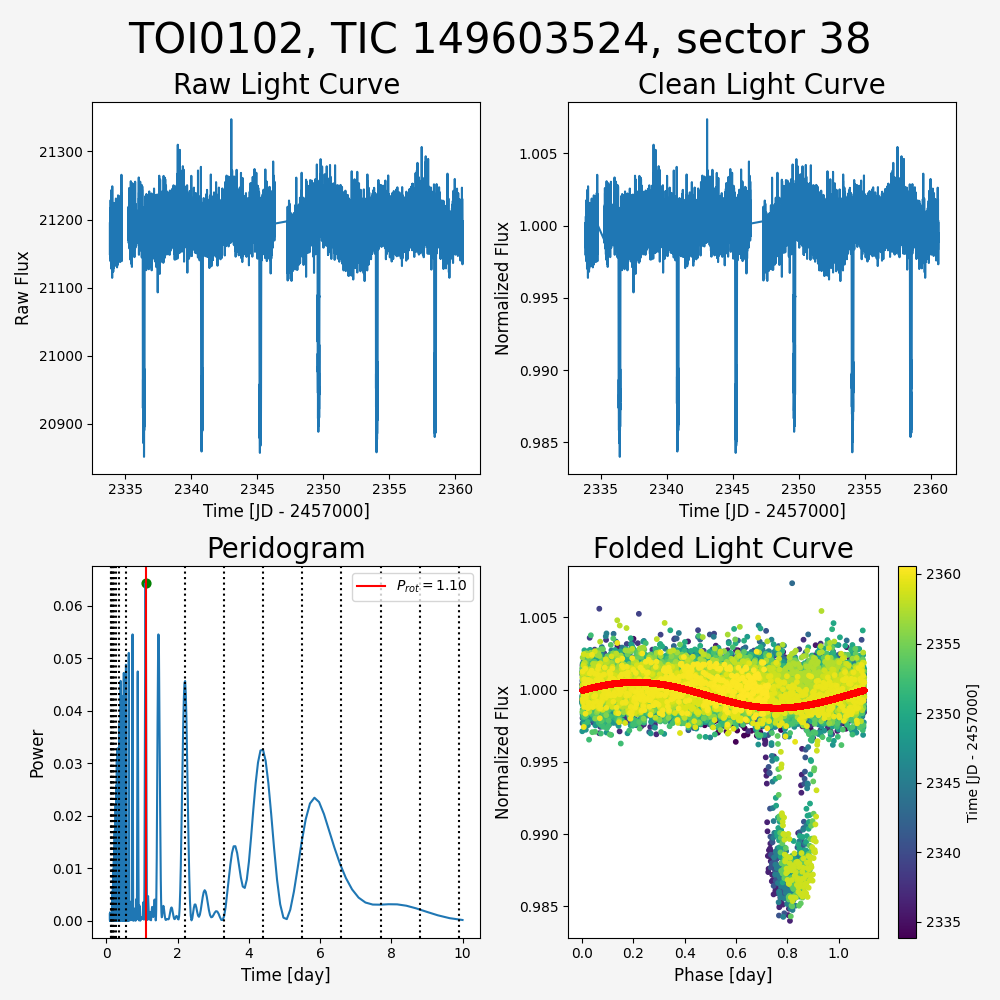 TOI0102, TIC 149603524, sector 38
Raw Light Curve
Clean Light Curve
21300
21200
21100
21000
20900
Raw Flux
2335 2340 2345 2350 2355 2360
Time [JD - 2457000]
1.005
1.000
0.995
0.990
0.985
Normalized Flux
2335 2340 2345 2350 2355 2360
Time [JD - 2457000]
Peridogram
Folded Light Curve
P_rot = 1.10
0.06
0.05
0.04
0.03
0.02
0.01
0.00
Power
0 2 4 6 8 10
Time [day]
1.005
1.000
0.995
0.990
0.985
Normalized Flux
0.0 0.2 0.4 0.6 0.8 1.0
Phase [day]
2360
2355
2350
2345
2340
2335
Time [JD - 2457000]